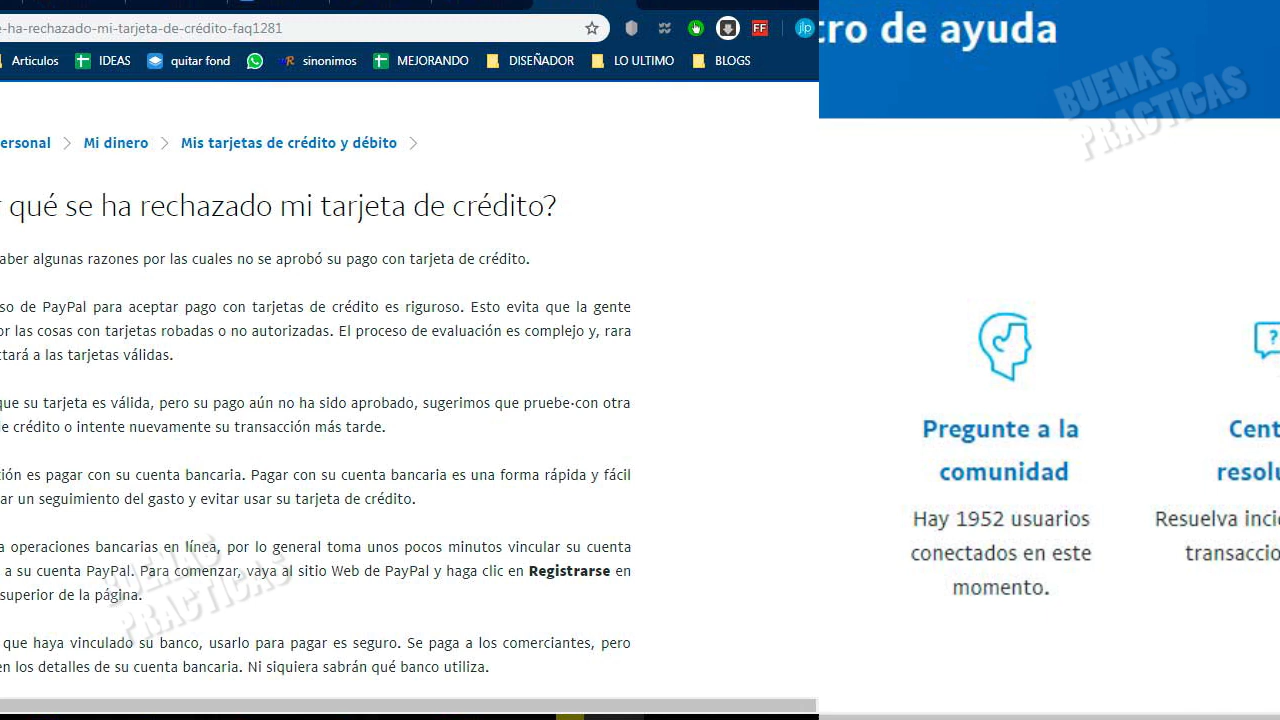 e-ha-rechazado-mi-tarjeta-de-crédito-faq1281
FF
jlp
Articulos
IDEAS
quitar fond
sinonimos
MEJORANDO
DISEÑADOR
LO ULTIMO
BLOGS
ersonal
Mi dinero
Mis tarjetas de crédito y débito
qué se ha rechazado mi tarjeta de crédito?
aber algunas razones por las cuales no se aprobó su pago con tarjeta de crédito.
so de PayPal para aceptar pago con tarjetas de crédito es riguroso. Esto evita que la gente
or las cosas con tarjetas robadas o no autorizadas. El proceso de evaluación es complejo y, rara
ctará a las tarjetas válidas.
que su tarjeta es válida, pero su pago aún no ha sido aprobado, sugerimos que pruebe·con otra
e crédito o intente nuevamente su transacción más tarde.
ión es pagar con su cuenta bancaria. Pagar con su cuenta bancaria es una forma rápida y fácil
ar un seguimiento del gasto y evitar usar su tarjeta de crédito.
a operaciones bancarias en línea, por lo general toma unos pocos minutos vincular su cuenta
a su cuenta PayPal. Para comenzar, vaya al sitio Web de PayPal y haga clic en Registrarse en
superior de la página.
que haya vinculado su banco, usarlo para pagar es seguro. Se paga a los comerciantes, pero
en los detalles de su cuenta bancaria. Ni siquiera sabrán qué banco utiliza.
BUENAS
PRACTICAS
tro de ayuda
BUENAS
PRACTICAS
Pregunte a la
comunidad
Hay 1952 usuarios
conectados en este
momento.
?
Cent
resolu
Resuelva inci
transaccio